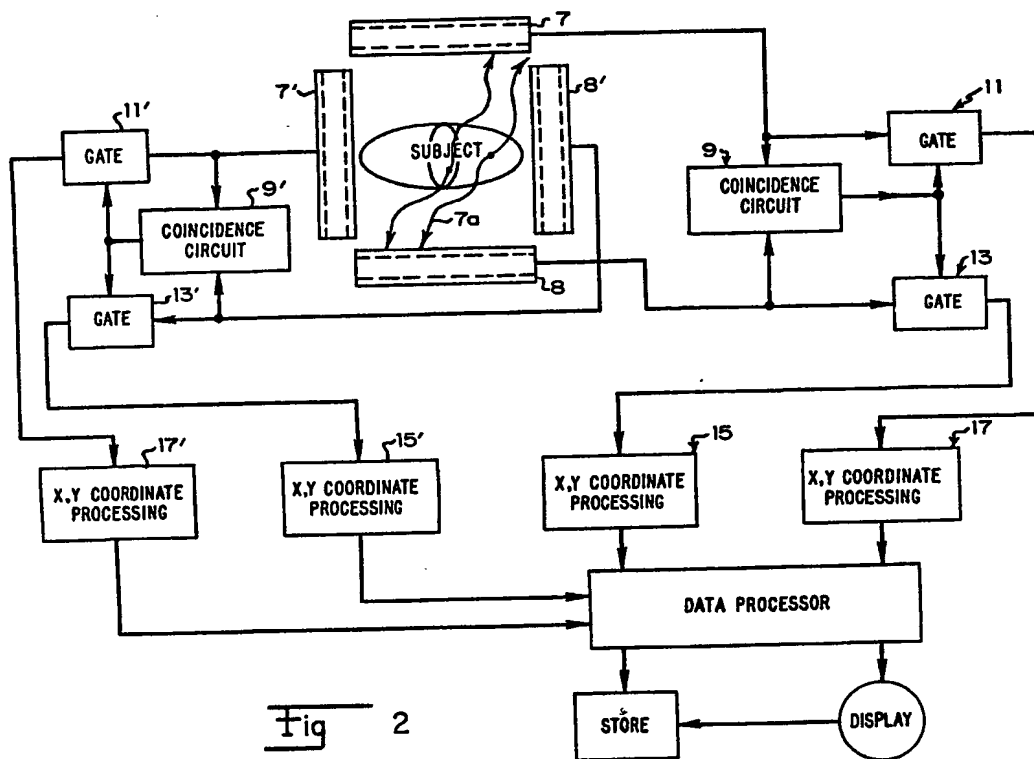 7
7'
8'
11'
11
GATE
SUBJECT
GATE
9
9'
COINCIDENCE
CIRCUIT
COINCIDENCE
CIRCUIT
7a
13'
13
GATE
8
GATE
17'
15'
15
17
X,Y COORDINATE
PROCESSING
X,Y COORDINATE
PROCESSING
X,Y COORDINATE
PROCESSING
X,Y COORDINATE
PROCESSING
DATA PROCESSOR
STORE
DISPLAY
Fig 2